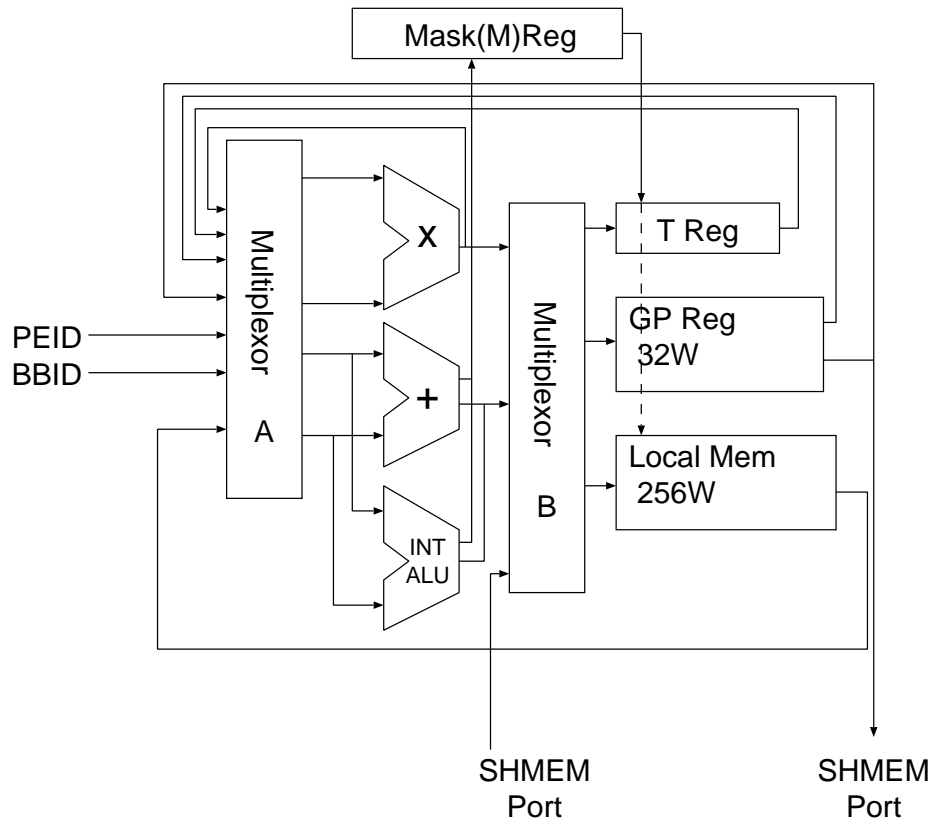 Mask(M)Reg
Multiplexor
A
PEID
BBID
X
+
INT
ALU
Multiplexor
B
T Reg
GP Reg
32W
Local Mem
256W
SHMEM
Port
SHMEM
Port